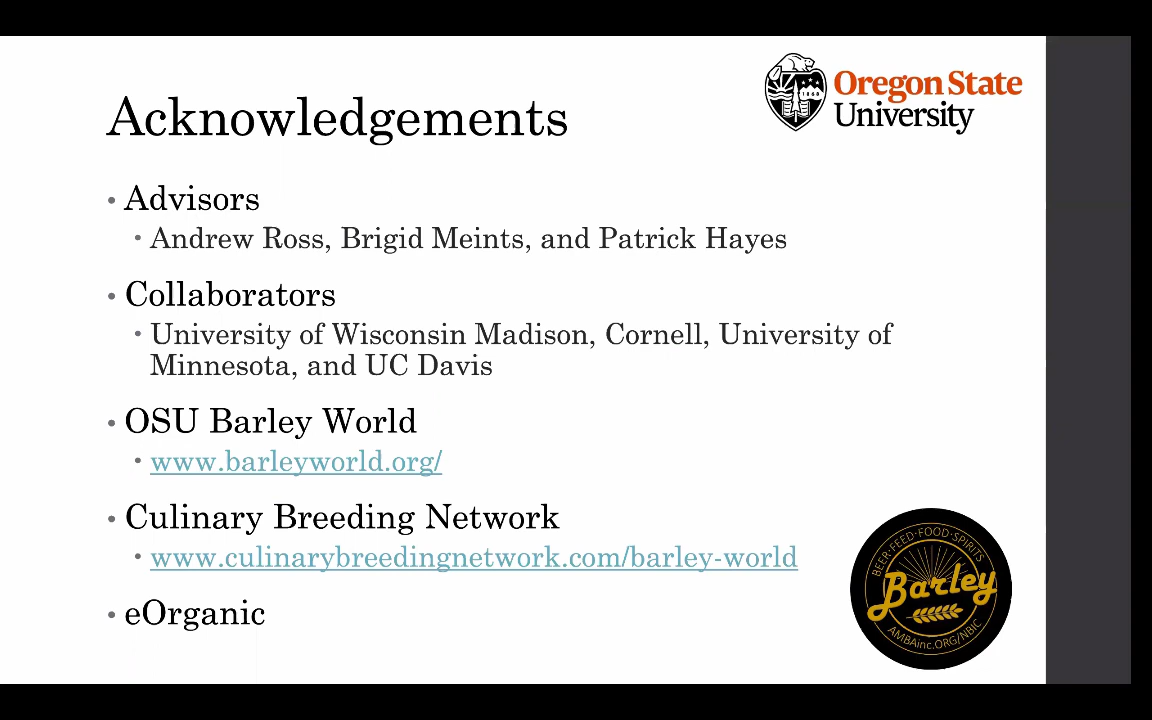 Oregon State
University
1868
Acknowledgements
• Advisors
• Andrew Ross, Brigid Meints, and Patrick Hayes
• Collaborators
• University of Wisconsin Madison, Cornell, University of
Minnesota, and UC Davis
• OSU Barley World
• www.barleyworld.org/
• Culinary Breeding Network
• www.culinarybreedingnetwork.com/barley-world
• eOrganic
BEER·FEED·FOOD·SPIRITS
Barley
AMBAinc.ORG/NBIC